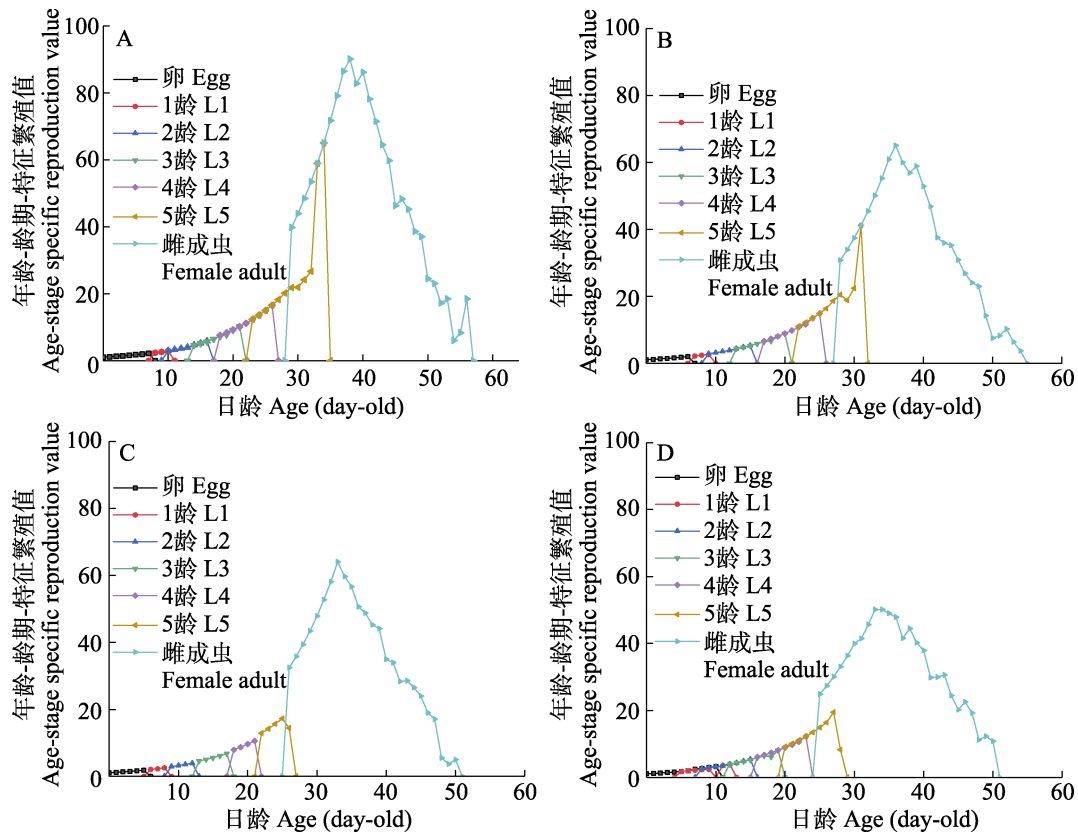 A
年龄-龄期-特征繁殖值
Age-stage specific reproduction value
100
80
60
40
20
0
卵 Egg
1龄 L1
2龄 L2
3龄 L3
4龄 L4
5龄 L5
雌成虫
Female adult
10 20 30 40 50 60
日龄 Age (day-old)
B
年龄-龄期-特征繁殖值
Age-stage specific reproduction value
100
80
60
40
20
0
卵 Egg
1龄 L1
2龄 L2
3龄 L3
4龄 L4
5龄 L5
雌成虫
Female adult
10 20 30 40 50 60
日龄 Age (day-old)
C
年龄-龄期-特征繁殖值
Age-stage specific reproduction value
100
80
60
40
20
0
卵 Egg
1龄 L1
2龄 L2
3龄 L3
4龄 L4
5龄 L5
雌成虫
Female adult
10 20 30 40 50 60
日龄 Age (day-old)
D
年龄-龄期-特征繁殖值
Age-stage specific reproduction value
100
80
60
40
20
0
卵 Egg
1龄 L1
2龄 L2
3龄 L3
4龄 L4
5龄 L5
雌成虫
Female adult
10 20 30 40 50 60
日龄 Age (day-old)